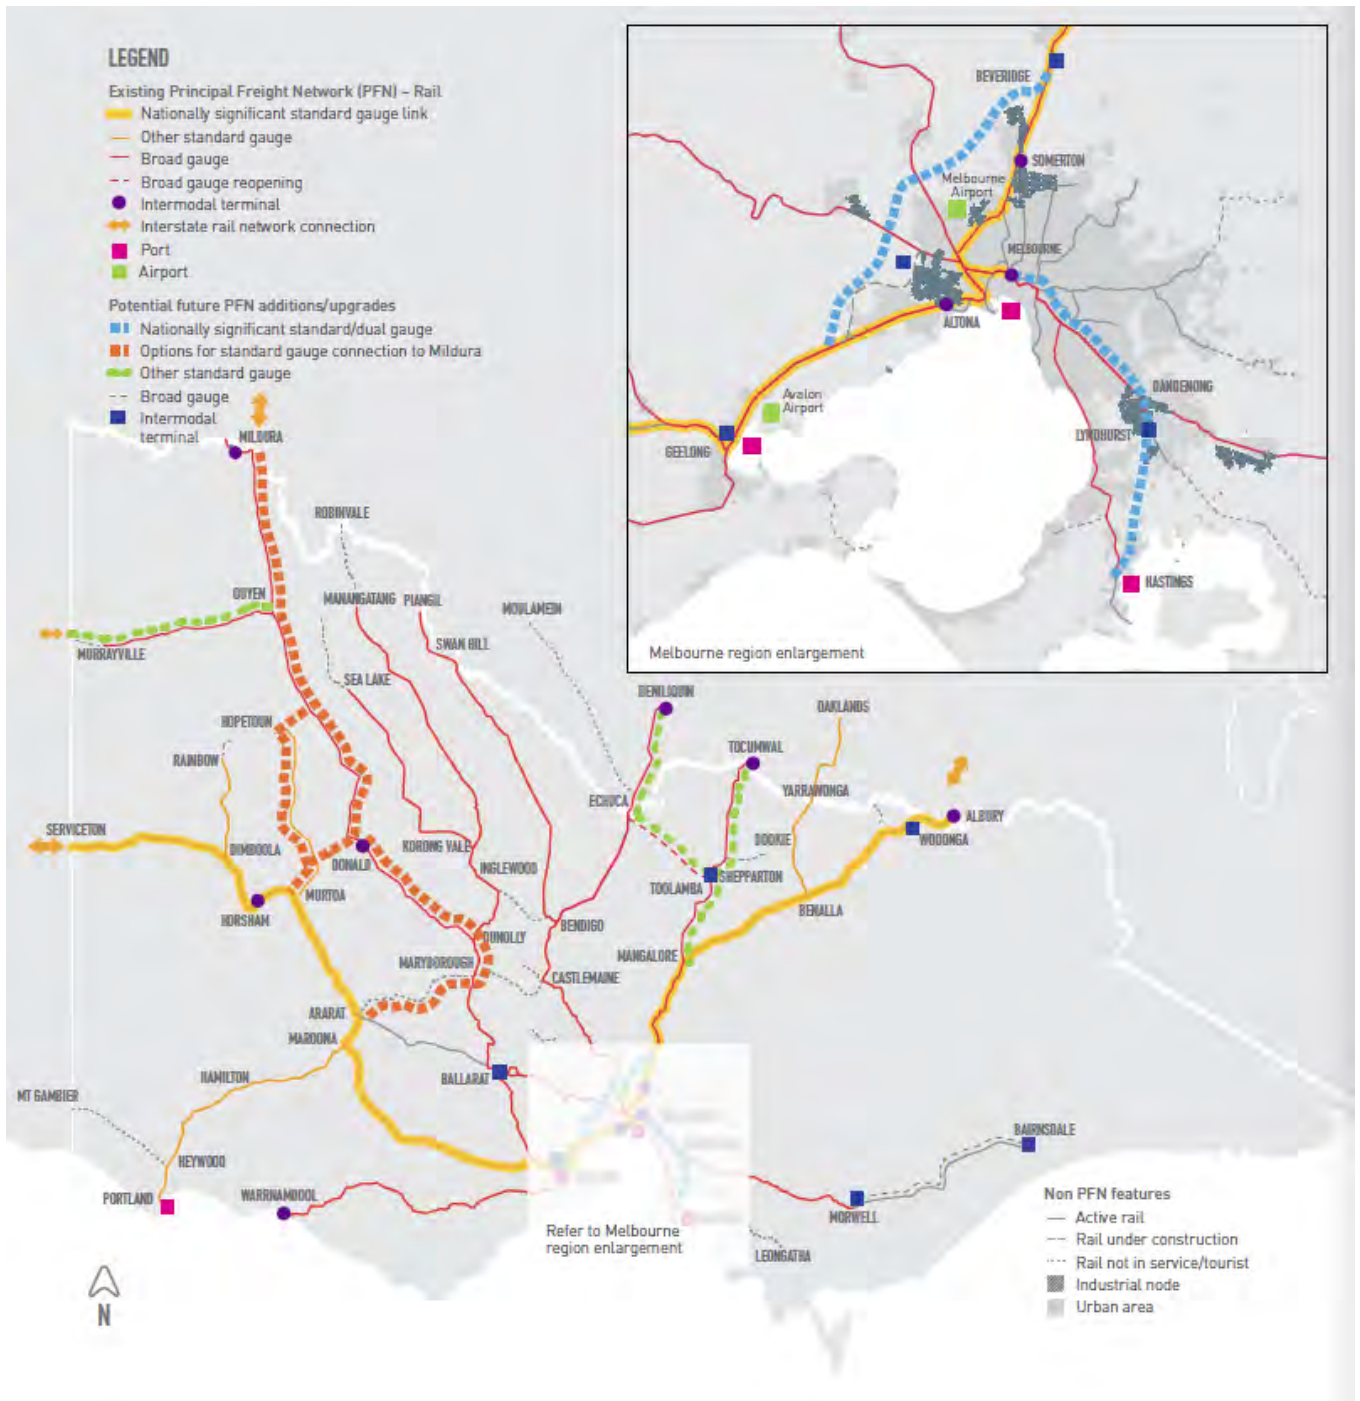 LEGEND
Existing Principal Freight Network (PFN) – Rail
Nationally significant standard gauge link
Other standard gauge
Broad gauge
Broad gauge reopening
Intermodal terminal
Interstate rail network connection
Port
Airport
Potential future PFN additions/upgrades
Nationally significant standard/dual gauge
Options for standard gauge connection to Mildura
Other standard gauge
Broad gauge
Intermodal
terminal
BEVERIDGE
SOMERTON
Melbourne
Airport
MELBOURNE
ALTONA
DANDENONG
Avalon
Airport
LYNDHURST
GEELONG
HASTINGS
Melbourne region enlargement
MILDURA
ROBINVALE
OUYEN
MANANGATANG
PIANGIL
MOULAMEIN
MURRAYVILLE
SWAN HILL
SEA LAKE
DENILIQUIN
OAKLANDS
HOPETOUN
RAINBOW
TOCUMWAL
YARRAWONGA
ECHUCA
SERVICETON
ALBURY
DIMBOOLA
KORONG VALE
DOOKIE
WODONGA
DONALD
INGLEWOOD
SHEPPARTON
TOOLAMBA
MURTOA
HORSHAM
BENALLA
BENDIGO
DUNOLLY
MANGALORE
MARYBOROUGH
CASTLEMAINE
ARARAT
MAROONA
HAMILTON
BALLARAT
MT GAMBIER
BAIRNSDALE
HEYWOOD
PORTLAND
WARRNAMBOOL
MORWELL
Refer to Melbourne
region enlargement
LEONGATHA
Non PFN features
Active rail
Rail under construction
Rail not in service/tourist
Industrial node
Urban area
N